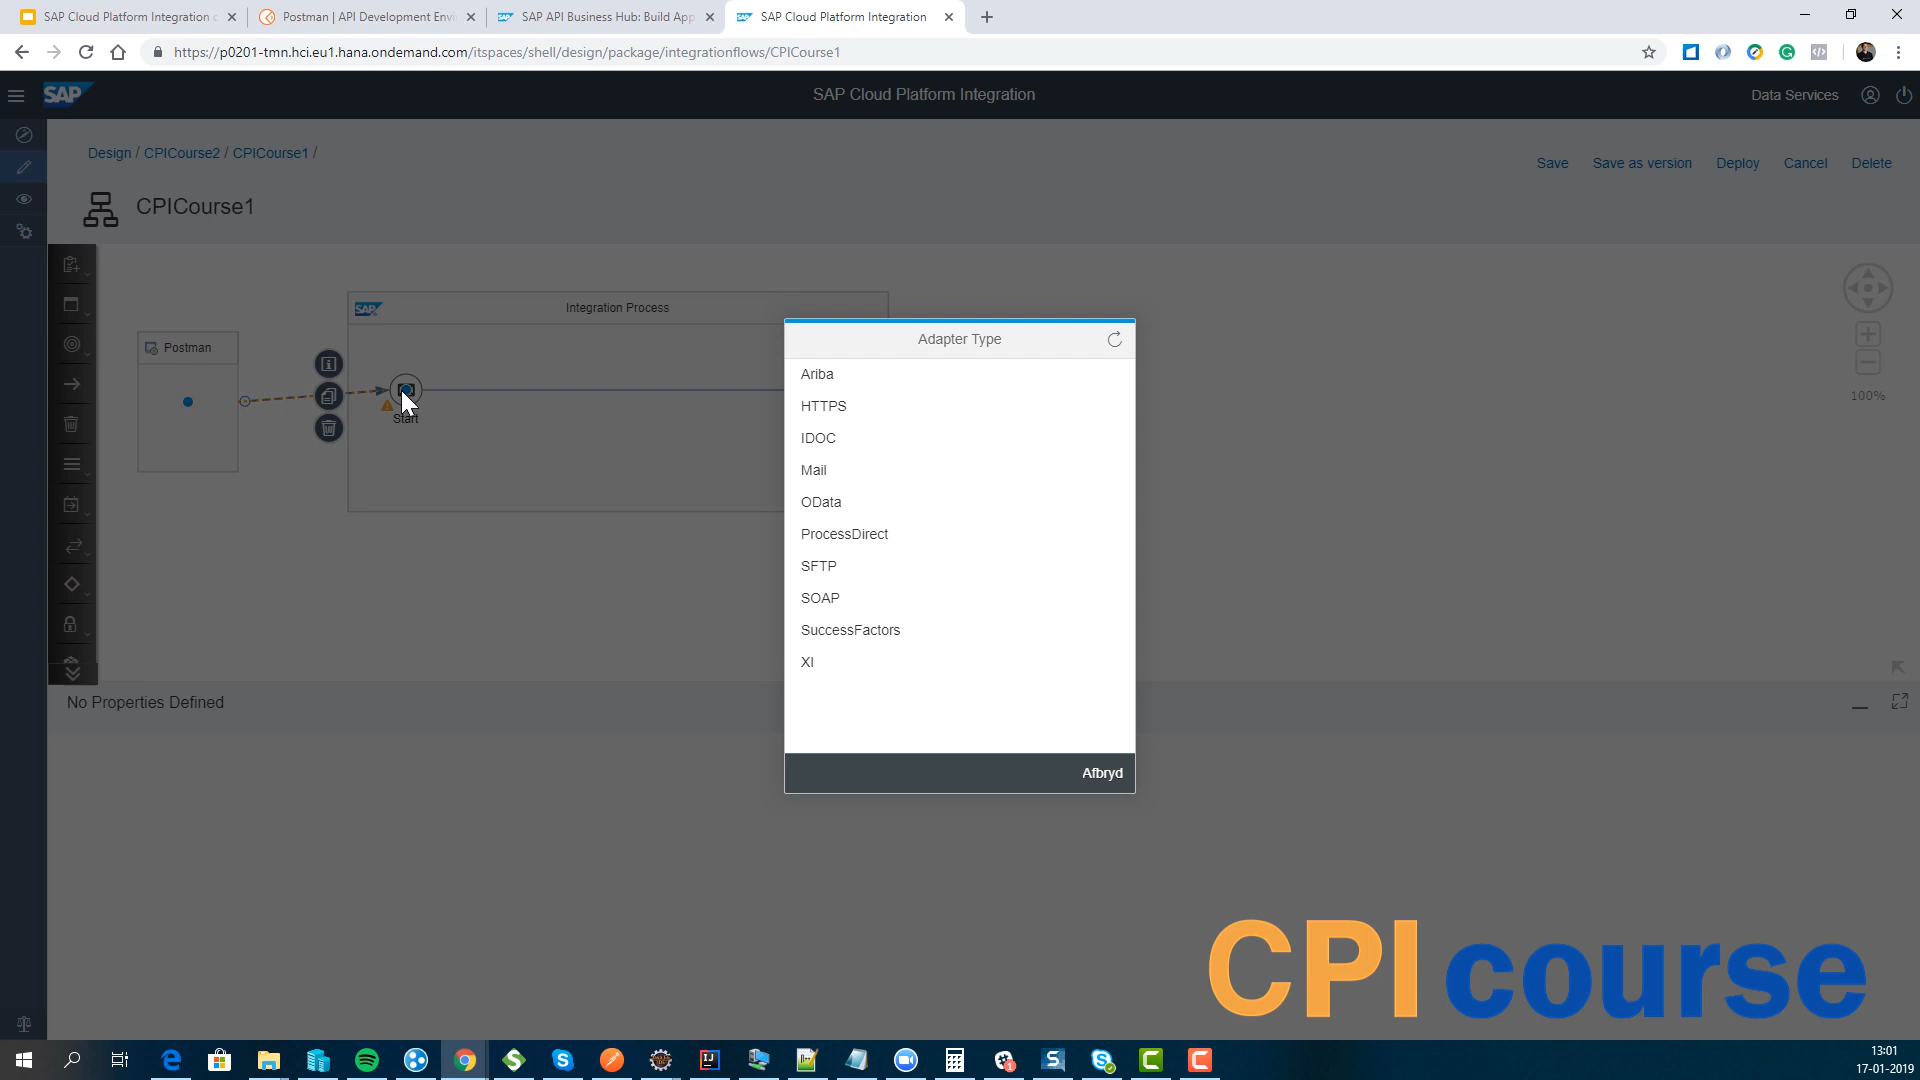 SAP Cloud Platform Integration c
Postman | API Development Envi
SAP API Business Hub: Build App
SAP Cloud Platform Integration
https://p0201-tmn.hci.eu1.hana.ondemand.com/itspaces/shell/design/package/integrationflows/CPICourse1
SAP
SAP Cloud Platform Integration
Data Services
Design / CPICourse2 / CPICourse1 /
Save
Save as version
Deploy
Cancel
Delete
CPICourse1
SAP
Integration Process
Postman
Start
100%
Adapter Type
Ariba
HTTPS
IDOC
Mail
OData
ProcessDirect
SFTP
SOAP
SuccessFactors
XI
Afbryd
No Properties Defined
CPI course
13:01
17-01-2019